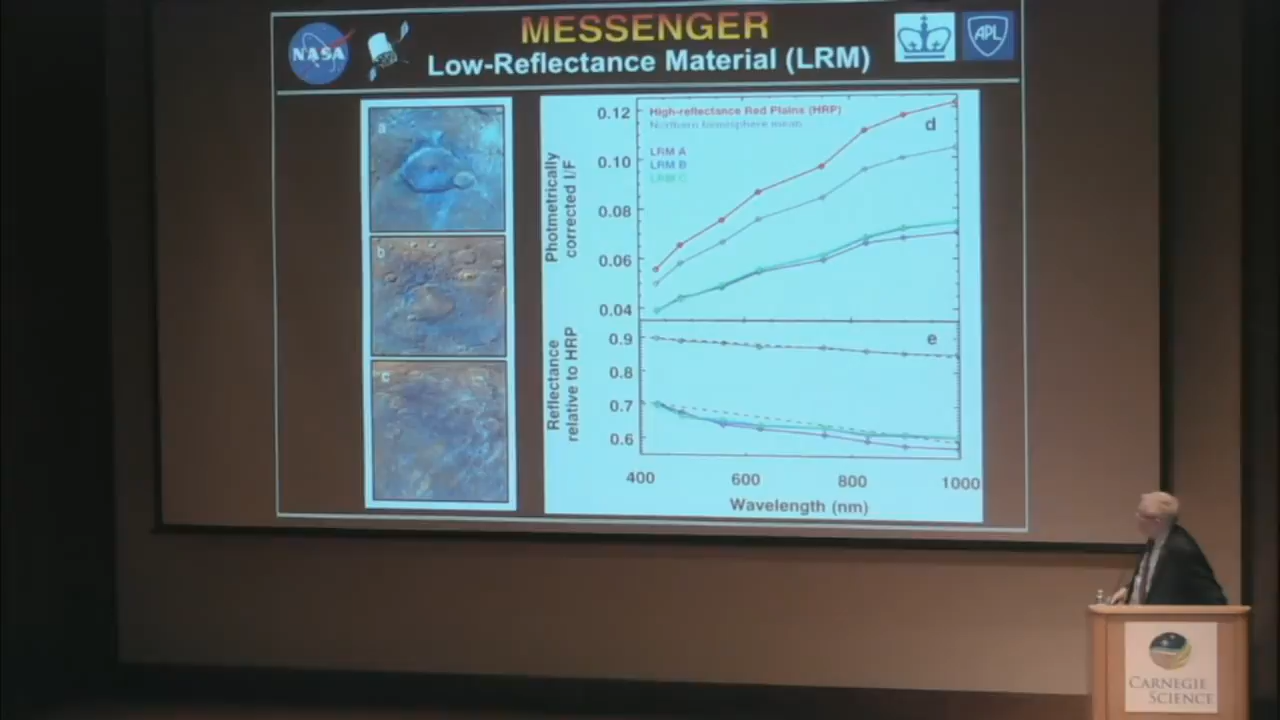 NASA
MESSENGER
Low-Reflectance Material (LRM)
APL
a
b
c
Photmetrically
corrected I/F
0.12
0.10
0.08
0.06
0.04
High-reflectance Red Plains (HRP)
Northern hemisphere mean
LRM A
LRM B
LRM C
d
Reflectance
relative to HRP
0.9
0.8
0.7
0.6
e
400
600
800
1000
Wavelength (nm)
CARNEGIE
SCIENCE